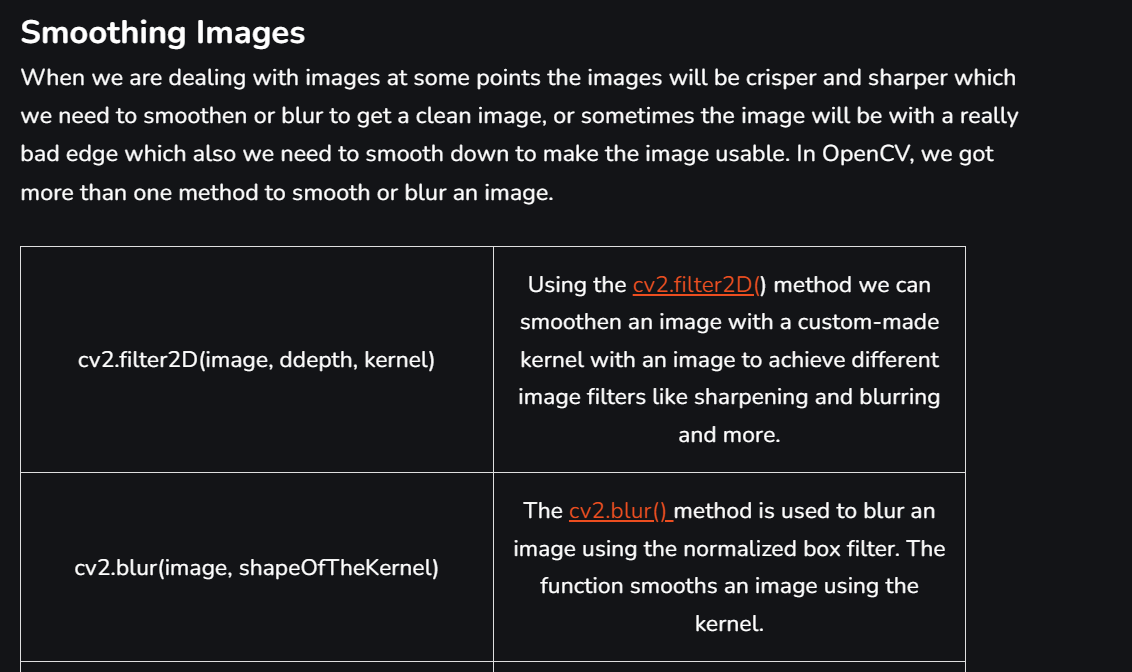 Smoothing Images
When we are dealing with images at some points the images will be crisper and sharper which
we need to smoothen or blur to get a clean image, or sometimes the image will be with a really
bad edge which also we need to smooth down to make the image usable. In OpenCV, we got
more than one method to smooth or blur an image.
cv2.filter2D(image, ddepth, kernel)
Using the cv2.filter2D() method we can
smoothen an image with a custom-made
kernel with an image to achieve different
image filters like sharpening and blurring
and more.
cv2.blur(image, shapeOfTheKernel)
The cv2.blur() method is used to blur an
image using the normalized box filter. The
function smooths an image using the
kernel.